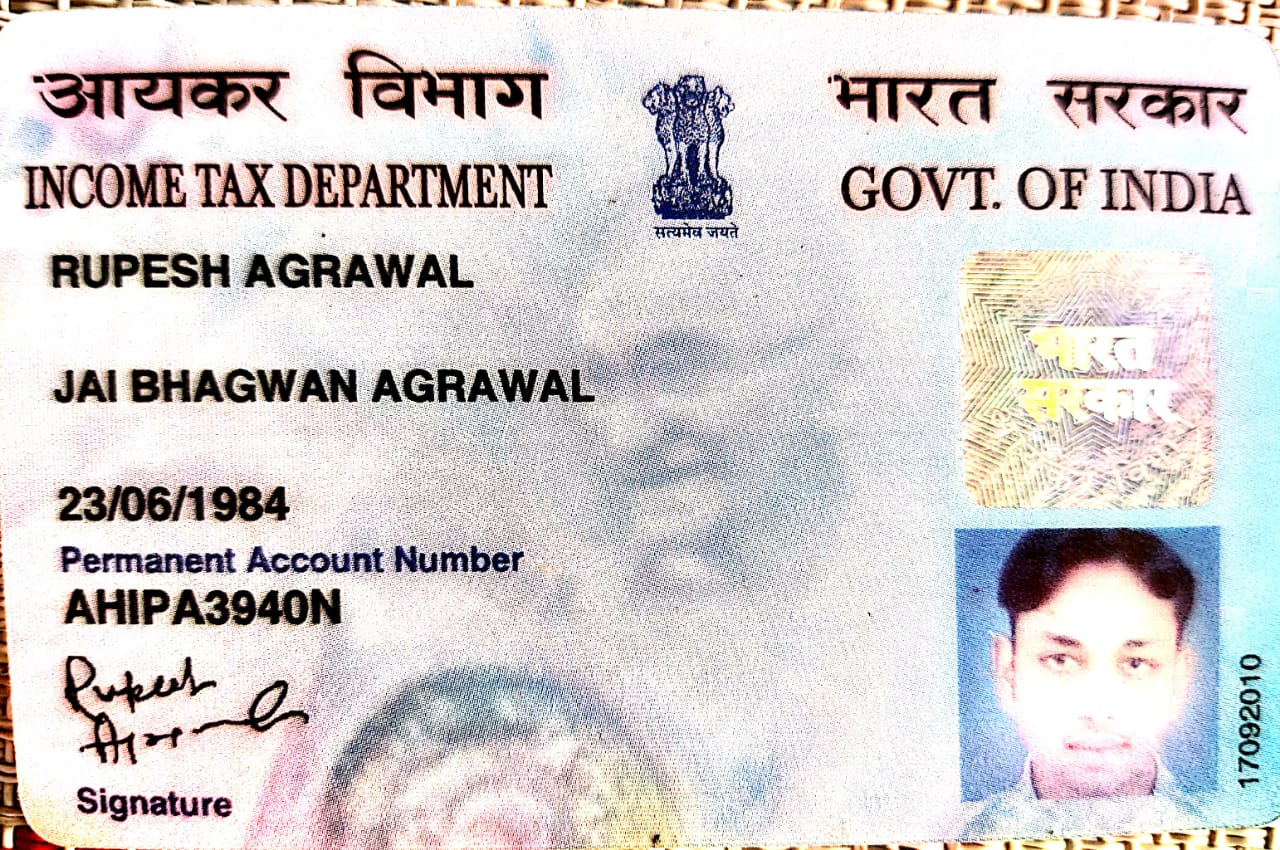 आयकर विभाग
INCOME TAX DEPARTMENT
सत्यमेव जयते
भारत सरकार
GOVT. OF INDIA
RUPESH AGRAWAL
JAI BHAGWAN AGRAWAL
23/06/1984
Permanent Account Number
AHIPA3940N
Rupesh
Agrawal
Signature
भारत
सरकार
17092010